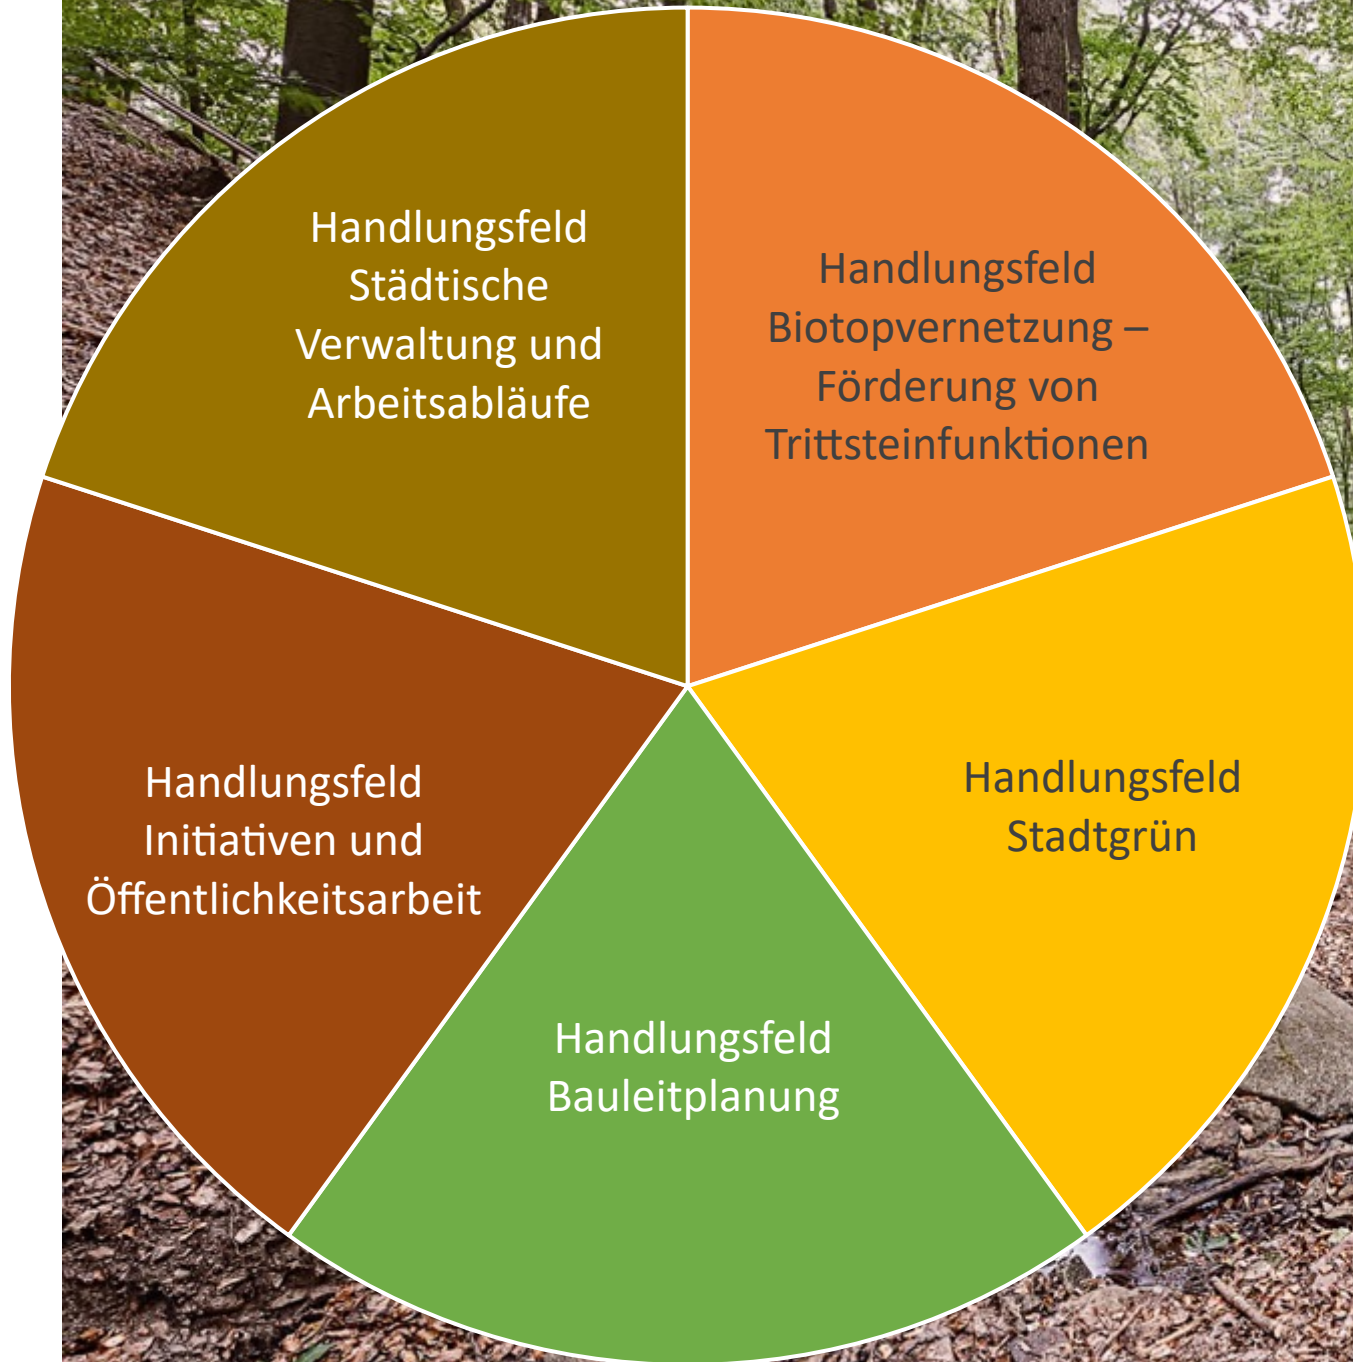 Handlungsfeld
Städtische
Verwaltung und
Arbeitsabläufe
Handlungsfeld
Biotopvernetzung –
Förderung von
Trittsteinfunktionen
Handlungsfeld
Stadtgrün
Handlungsfeld
Bauleitplanung
Handlungsfeld
Initiativen und
Öffentlichkeitsarbeit